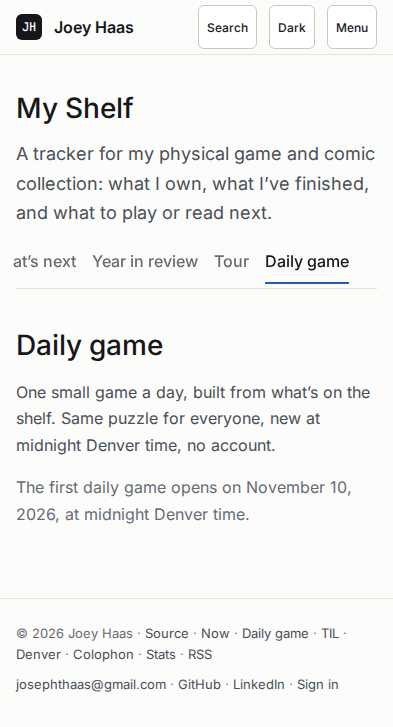 JH Joey Haas Search Dark Menu
My Shelf
A tracker for my physical game and comic
collection: what I own, what I’ve finished,
and what to play or read next.
at’s next Year in review Tour Daily game
Daily game
One small game a day, built from what’s on the
shelf. Same puzzle for everyone, new at
midnight Denver time, no account.
The first daily game opens on November 10,
2026, at midnight Denver time.
© 2026 Joey Haas · Source · Now · Daily game · TIL ·
Denver · Colophon · Stats · RSS
josephthaas@gmail.com · GitHub · LinkedIn · Sign in